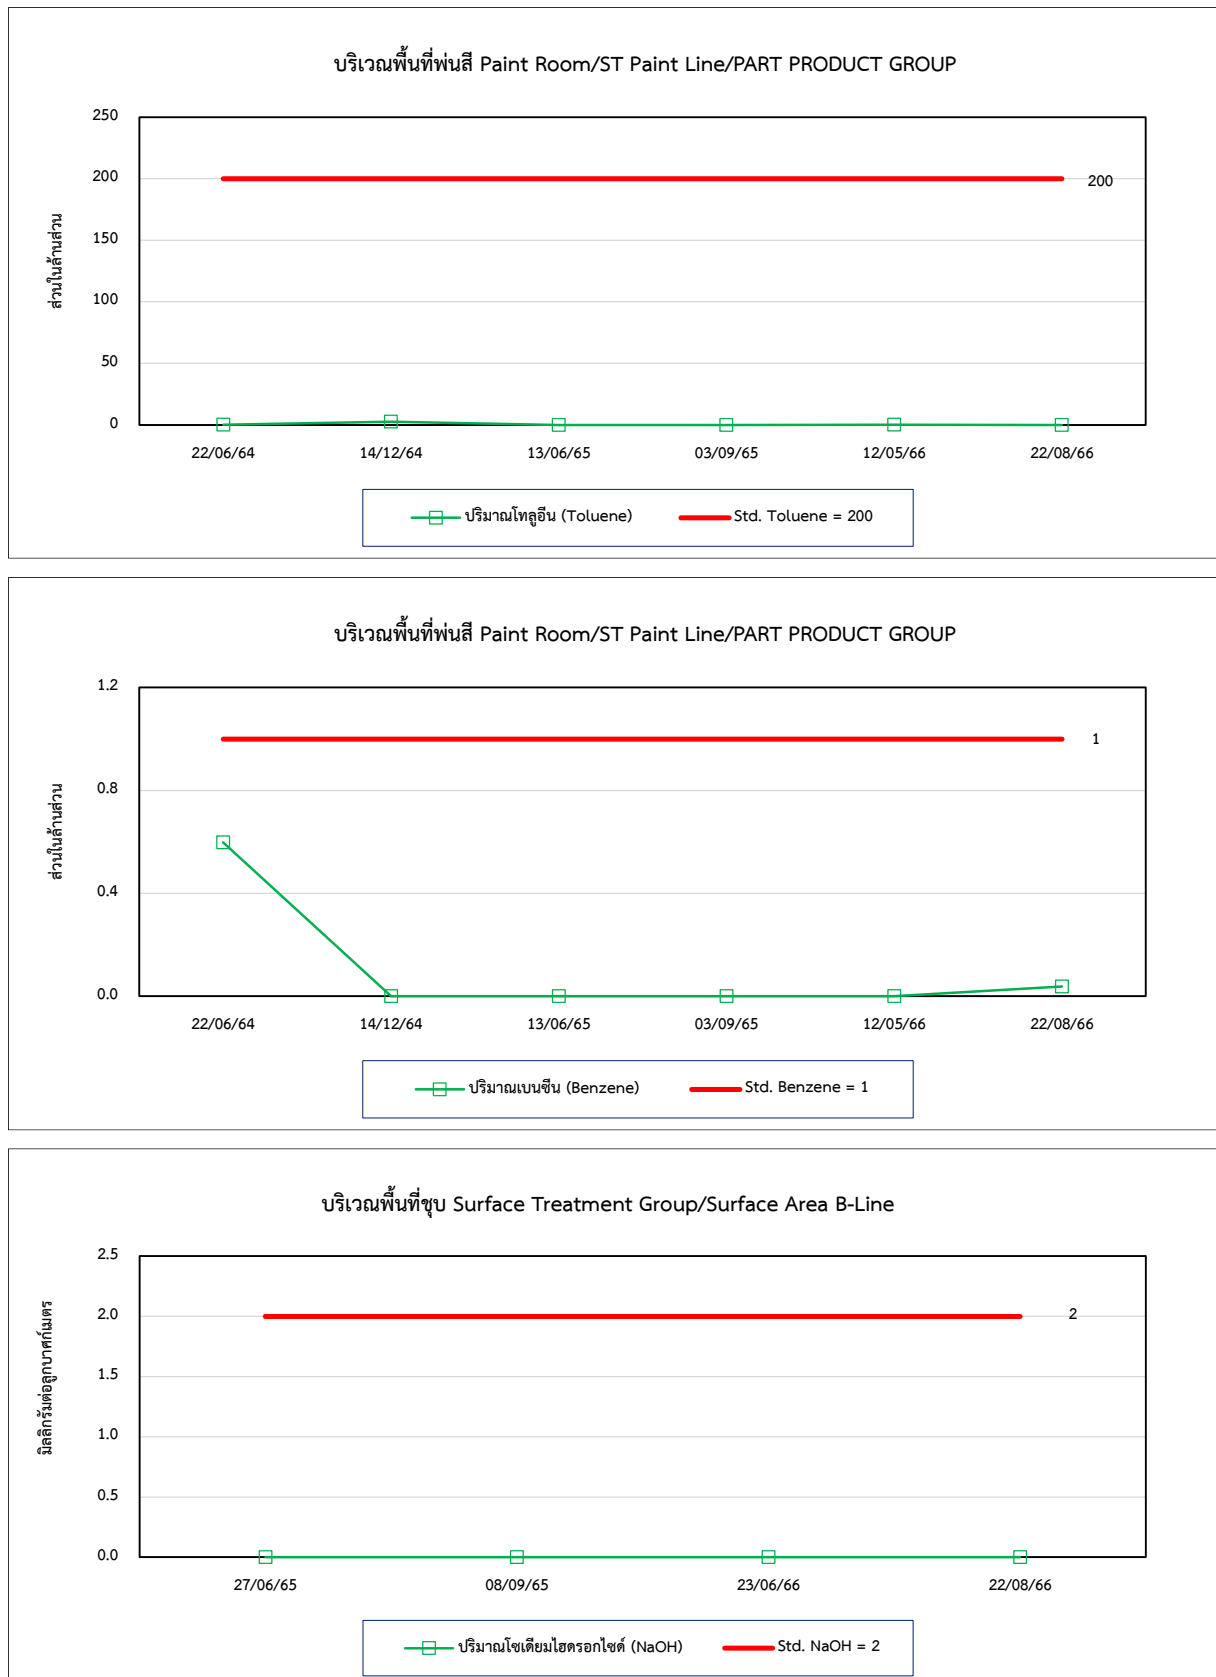 บริเวณพื้นที่พ่นสี Paint Room/ST Paint Line/PART PRODUCT GROUP
250
200
150
100
50
0
ส่วนในล้านส่วน
200
22/06/64 14/12/64 13/06/65 03/09/65 12/05/66 22/08/66
ปริมาณโทลูอีน (Toluene) Std. Toluene = 200
บริเวณพื้นที่พ่นสี Paint Room/ST Paint Line/PART PRODUCT GROUP
1.2
0.8
0.4
0.0
ส่วนในล้านส่วน
1
22/06/64 14/12/64 13/06/65 03/09/65 12/05/66 22/08/66
ปริมาณเบนซีน (Benzene) Std. Benzene = 1
บริเวณพื้นที่ชุบ Surface Treatment Group/Surface Area B-Line
2.5
2.0
1.5
1.0
0.5
0.0
มิลลิกรัมต่อลูกบาศก์เมตร
2
27/06/65 08/09/65 23/06/66 22/08/66
ปริมาณโซเดียมไฮดรอกไซด์ (NaOH) Std. NaOH = 2